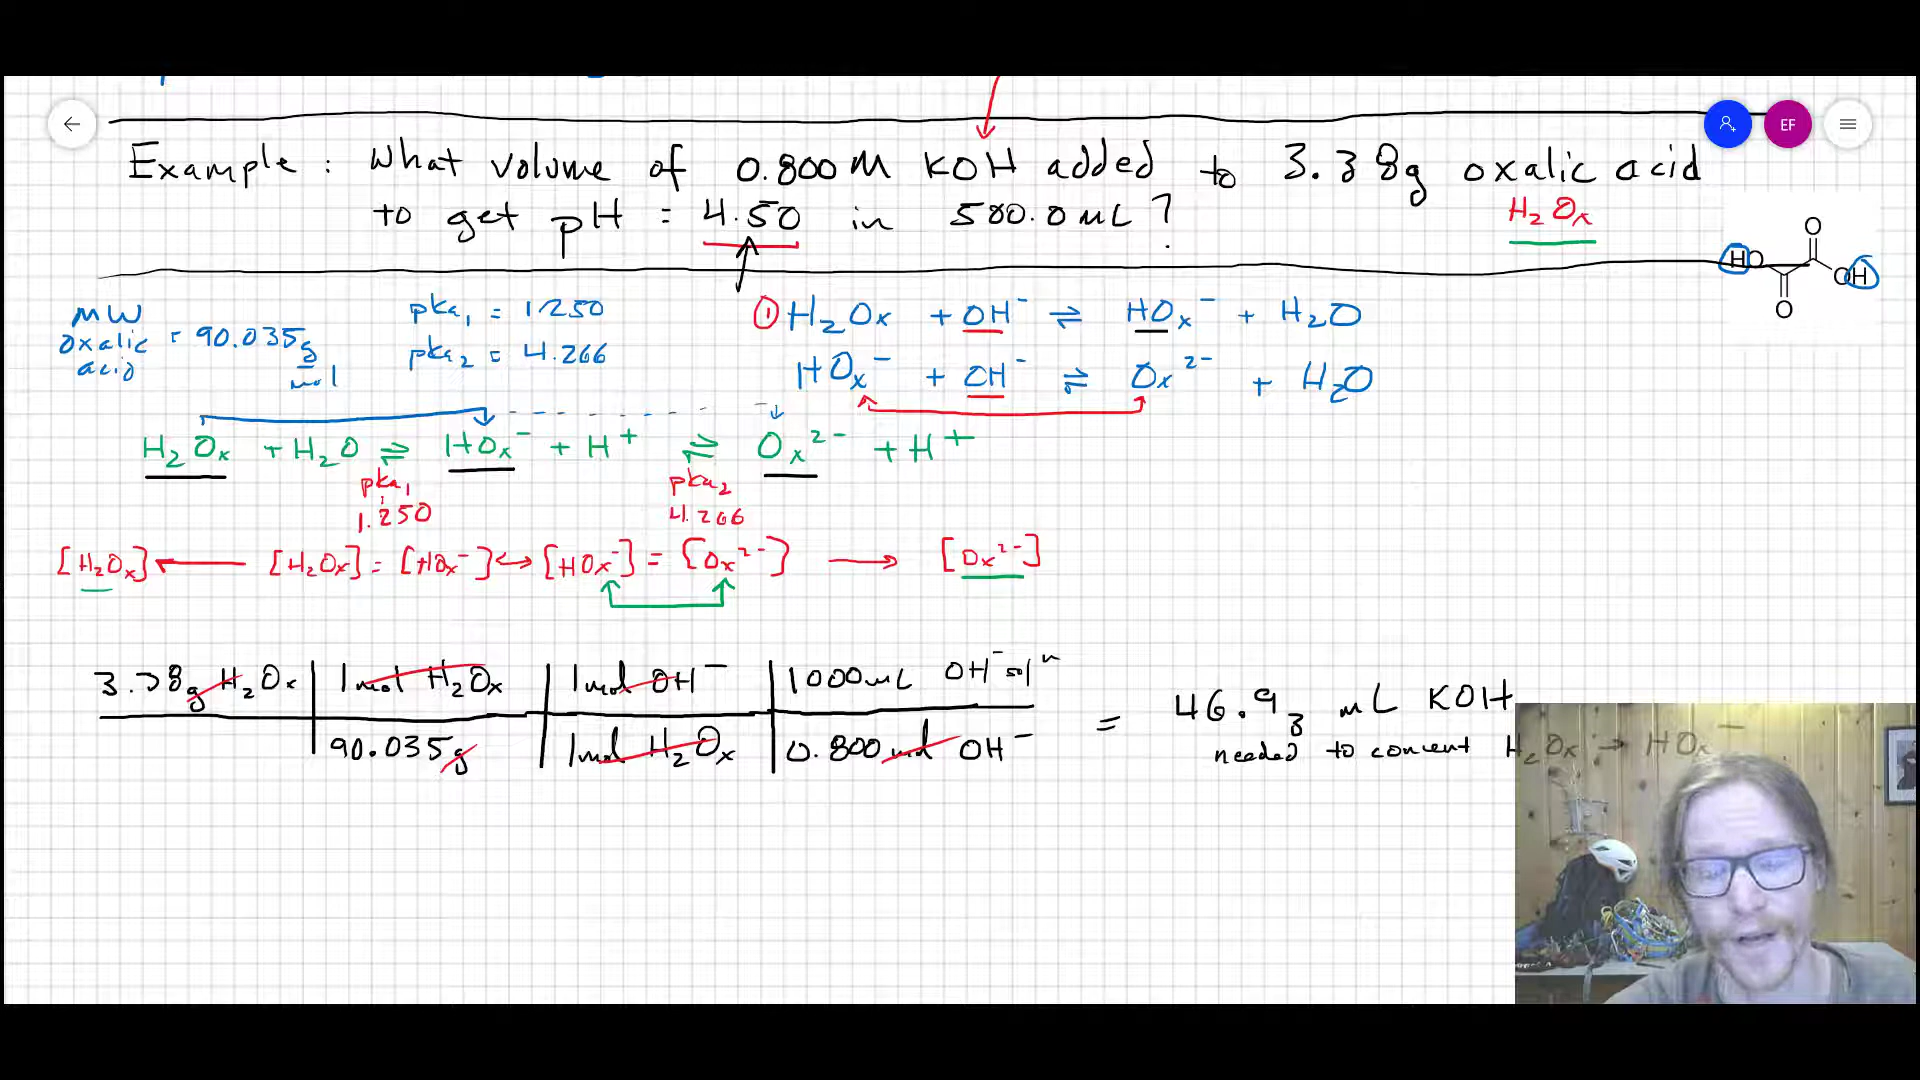 Example : What volume of 0.800 M KOH added to 3.38g oxalic acid
to get pH = 4.50 in 500.0 mL ?
H₂Ox
EF
O
HO
OH
O
MW oxalic acid = 90.035 g/mol
pka₁ = 1.250
pka₂ = 4.266
① H₂Ox + OH⁻ ⇌ HOx⁻ + H₂O
HOx⁻ + OH⁻ ⇌ Ox²⁻ + H₂O
H₂Ox + H₂O ⇌ HOx⁻ + H⁺ ⇌ Ox²⁻ + H⁺
pka₁ pka₂
1.250 4.266
[H₂Ox] ← [H₂Ox] = [HOx⁻] ↔ [HOx⁻] = [Ox²⁻] → [Ox²⁻]
3.38g H₂Ox | 1 mol H₂Ox | 1 mol OH⁻ | 1000 mL OH⁻ solⁿ
90.035g | 1 mol H₂Ox | 0.800 mol OH⁻
= 46.9₃ mL KOH
needed to convert H₂Ox → HOx⁻